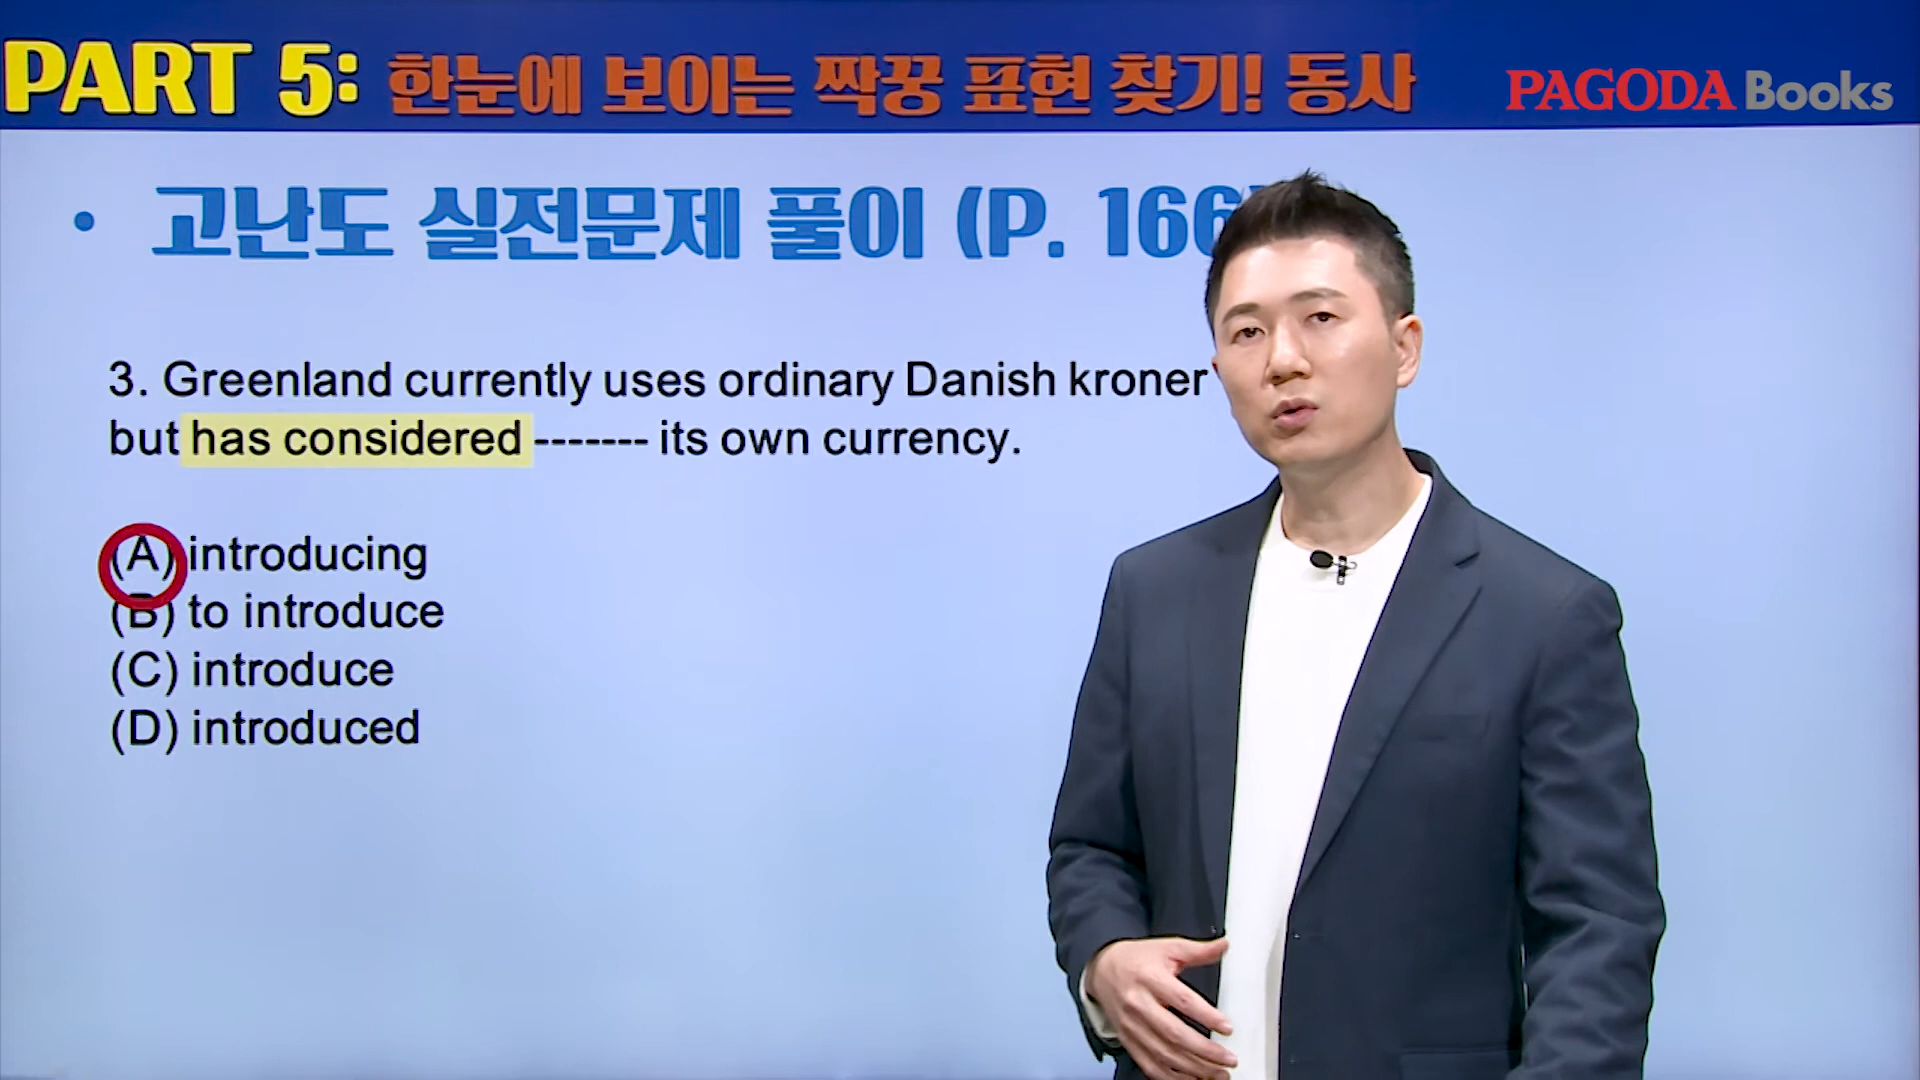 PART 5: 한눈에 보이는 짝꿍 표현 찾기! 동사
PAGODA Books
• 고난도 실전문제 풀이 (P. 166)
3. Greenland currently uses ordinary Danish kroner
but has considered ------- its own currency.
(A) introducing
(B) to introduce
(C) introduce
(D) introduced